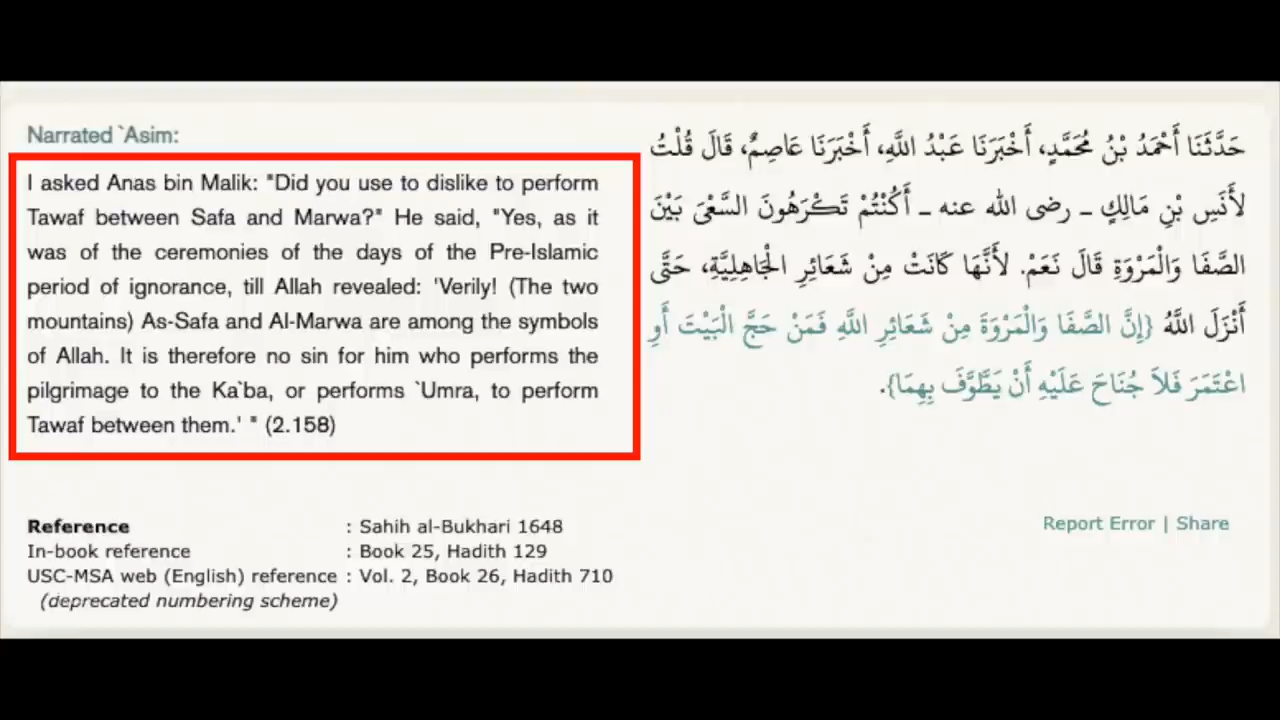 Narrated `Asim:
I asked Anas bin Malik: "Did you use to dislike to perform
Tawaf between Safa and Marwa?" He said, "Yes, as it
was of the ceremonies of the days of the Pre-Islamic
period of ignorance, till Allah revealed: 'Verily! (The two
mountains) As-Safa and Al-Marwa are among the symbols
of Allah. It is therefore no sin for him who performs the
pilgrimage to the Ka`ba, or performs `Umra, to perform
Tawaf between them.' " (2.158)
حَدَّثَنَا أَحْمَدُ بْنُ مُحَمَّدٍ، أَخْبَرَنَا عَبْدُ اللَّهِ، أَخْبَرَنَا عَاصِمٌ، قَالَ قُلْتُ
لأَنَسِ بْنِ مَالِكٍ ـ رضى الله عنه ـ أَكُنْتُمْ تَكْرَهُونَ السَّعْىَ بَيْنَ
الصَّفَا وَالْمَرْوَةِ قَالَ نَعَمْ. لأَنَّهَا كَانَتْ مِنْ شَعَائِرِ الْجَاهِلِيَّةِ، حَتَّى
أَنْزَلَ اللَّهُ {إِنَّ الصَّفَا وَالْمَرْوَةَ مِنْ شَعَائِرِ اللَّهِ فَمَنْ حَجَّ الْبَيْتَ أَوِ
اعْتَمَرَ فَلاَ جُنَاحَ عَلَيْهِ أَنْ يَطَّوَّفَ بِهِمَا}.
Reference : Sahih al-Bukhari 1648
In-book reference : Book 25, Hadith 129
USC-MSA web (English) reference : Vol. 2, Book 26, Hadith 710
(deprecated numbering scheme)
Report Error | Share